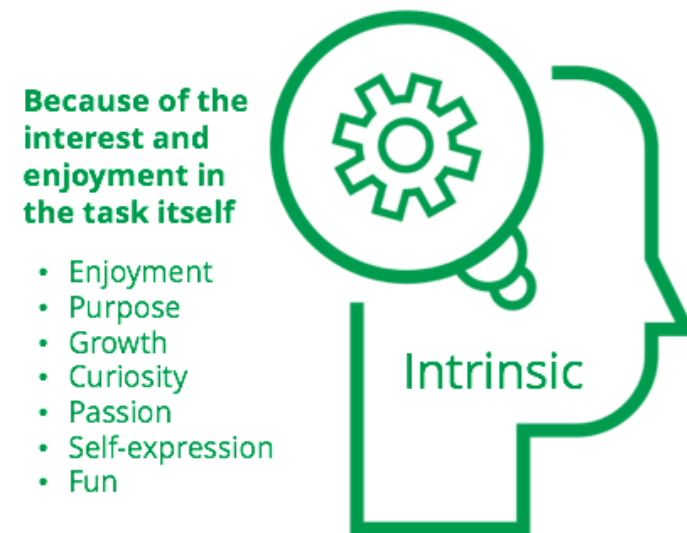 Because of the
interest and
enjoyment in
the task itself
• Enjoyment
• Purpose
• Growth
• Curiosity
• Passion
• Self-expression
• Fun
Intrinsic